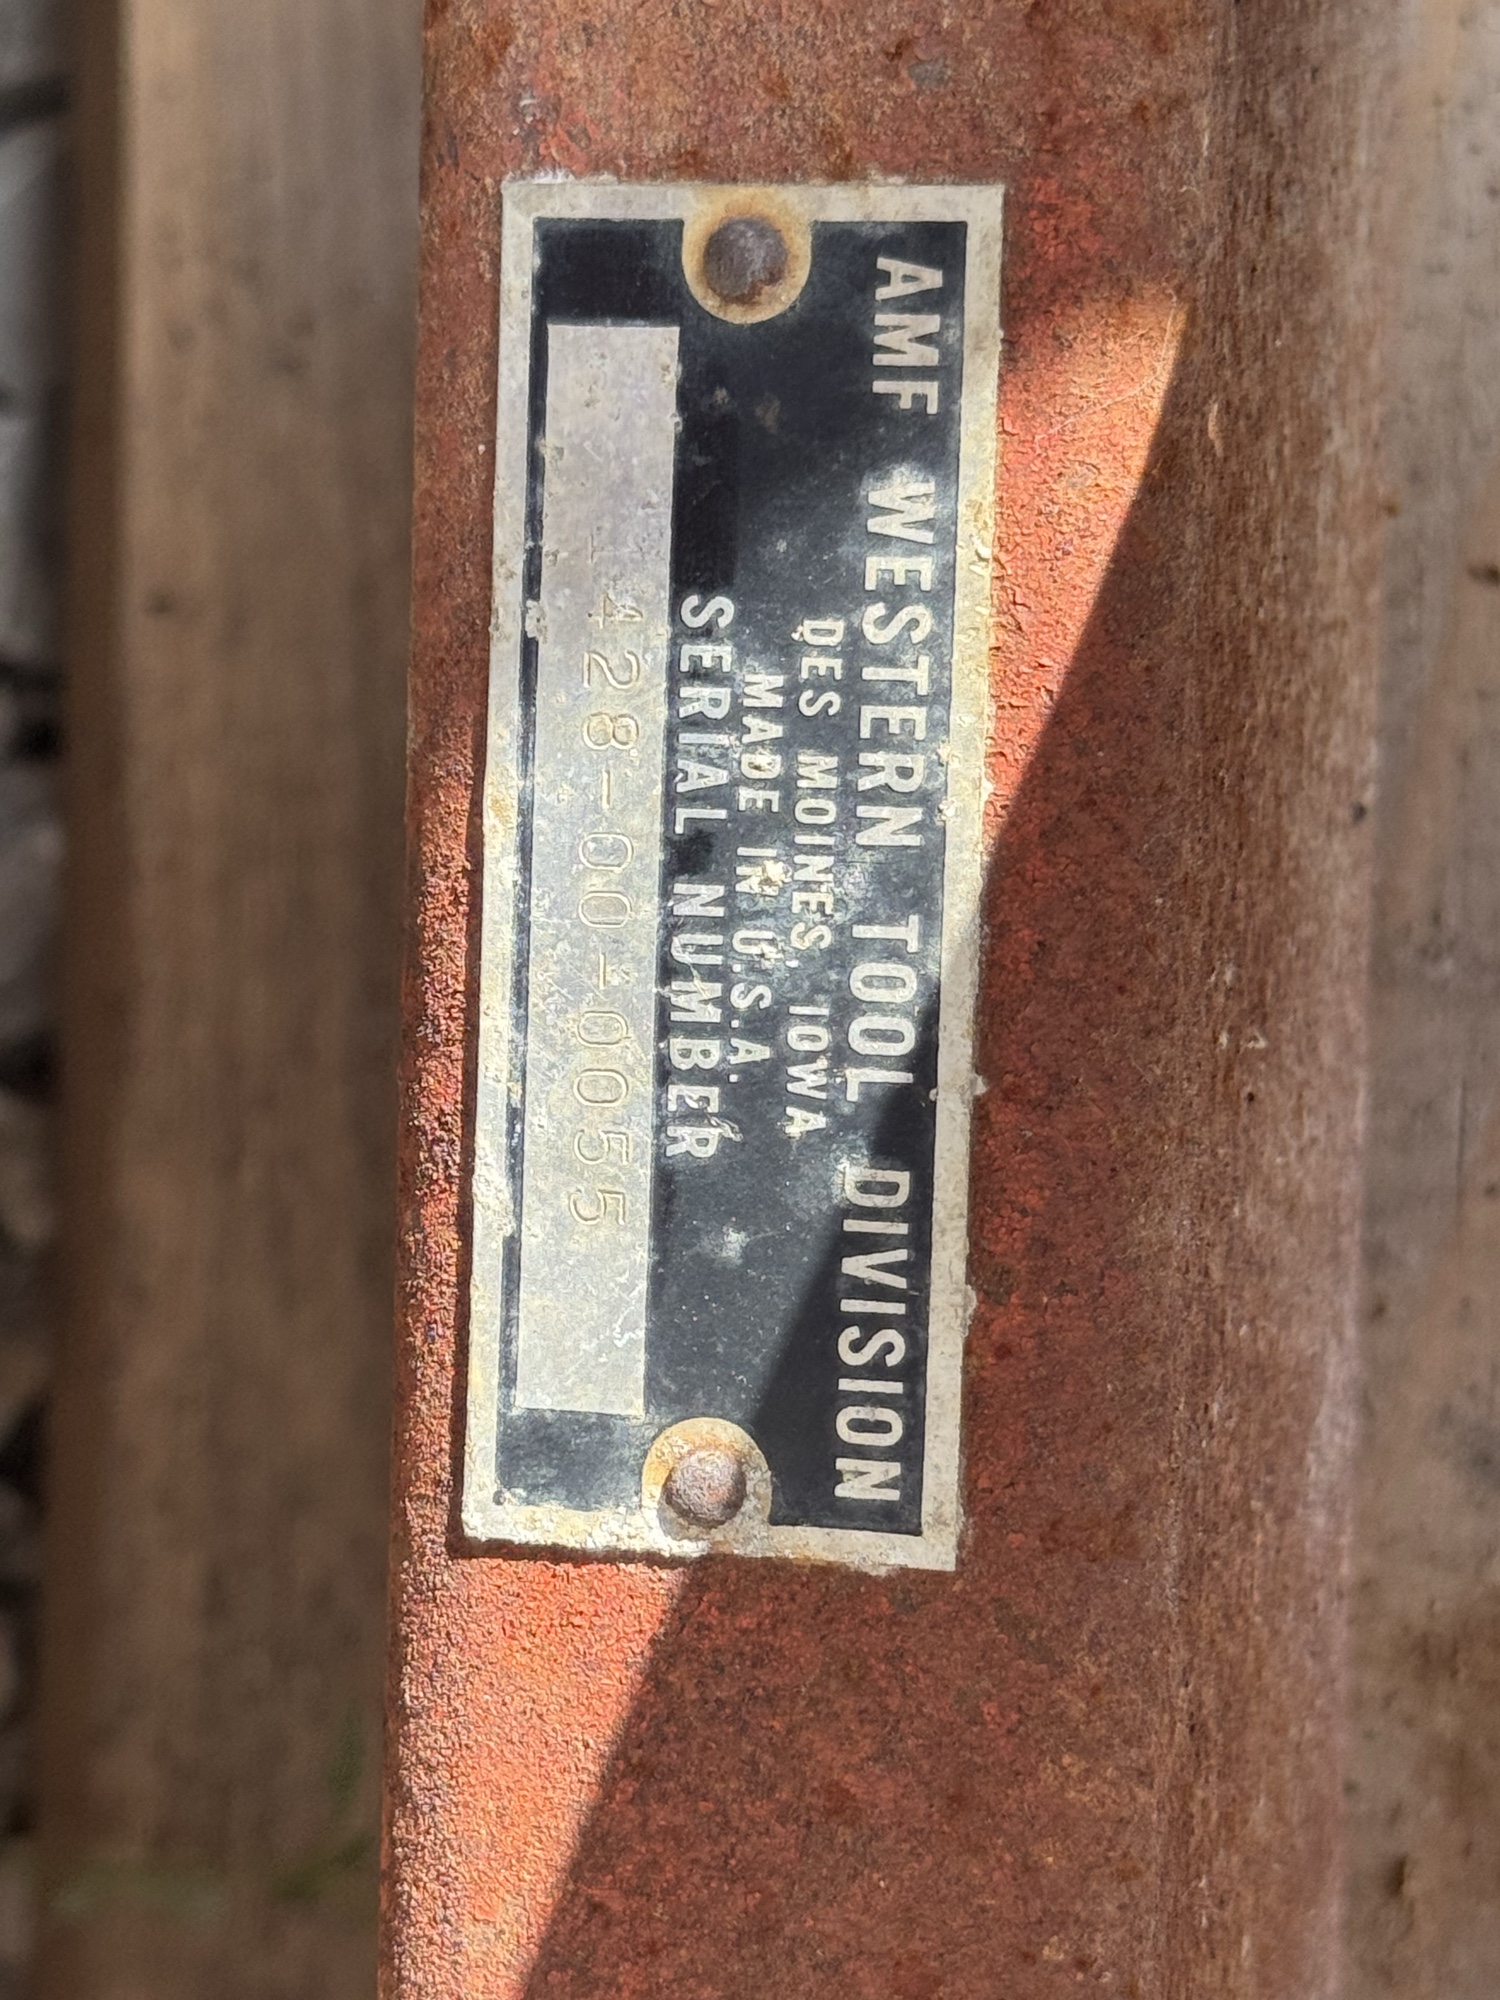 AMF WESTERN TOOL DIVISION
DES MOINES, IOWA
MADE IN U.S.A.
SERIAL NUMBER
428-00-0055